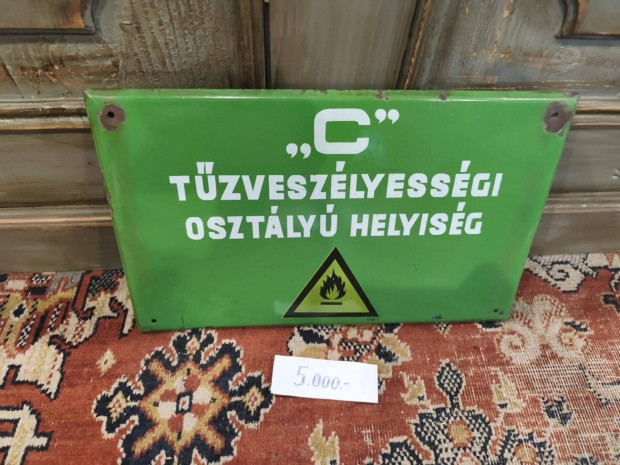 „C”
TŰZVESZÉLYESSÉGI
OSZTÁLYÚ HELYISÉG
5.000.-